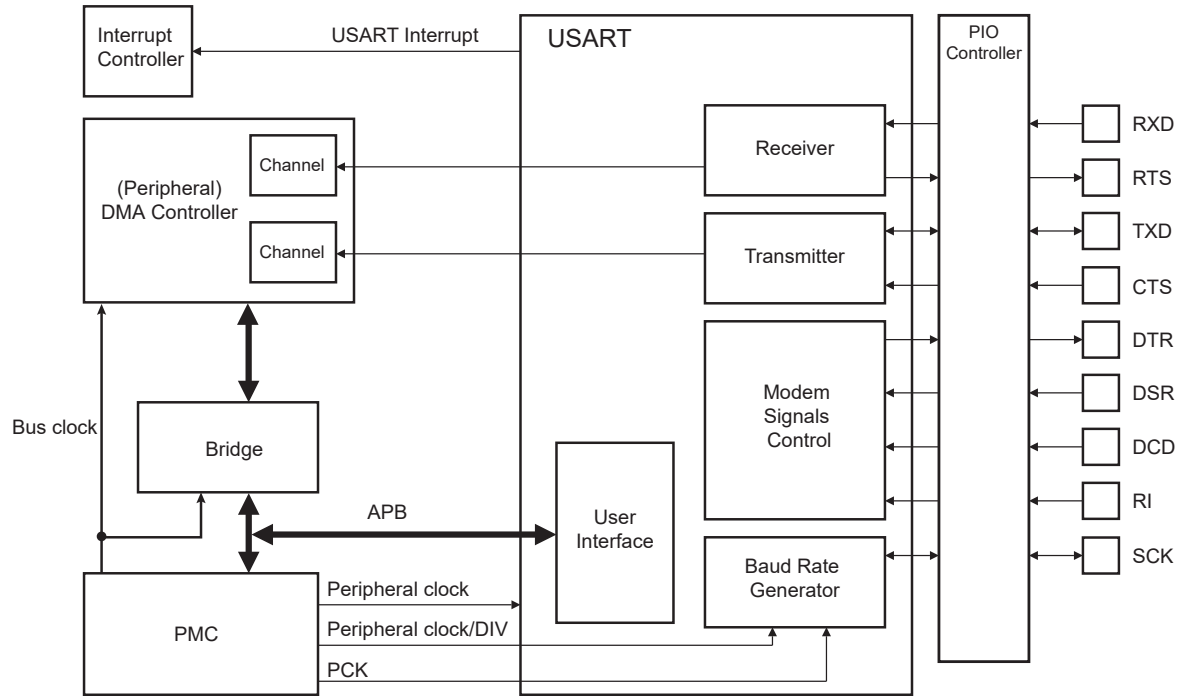 Interrupt
Controller
USART Interrupt
USART
PIO
Controller
(Peripheral)
DMA Controller
Channel
Channel
Receiver
Transmitter
Modem
Signals
Control
RXD
RTS
TXD
CTS
DTR
DSR
DCD
RI
SCK
Bus clock
Bridge
APB
User
Interface
Baud Rate
Generator
PMC
Peripheral clock
Peripheral clock/DIV
PCK